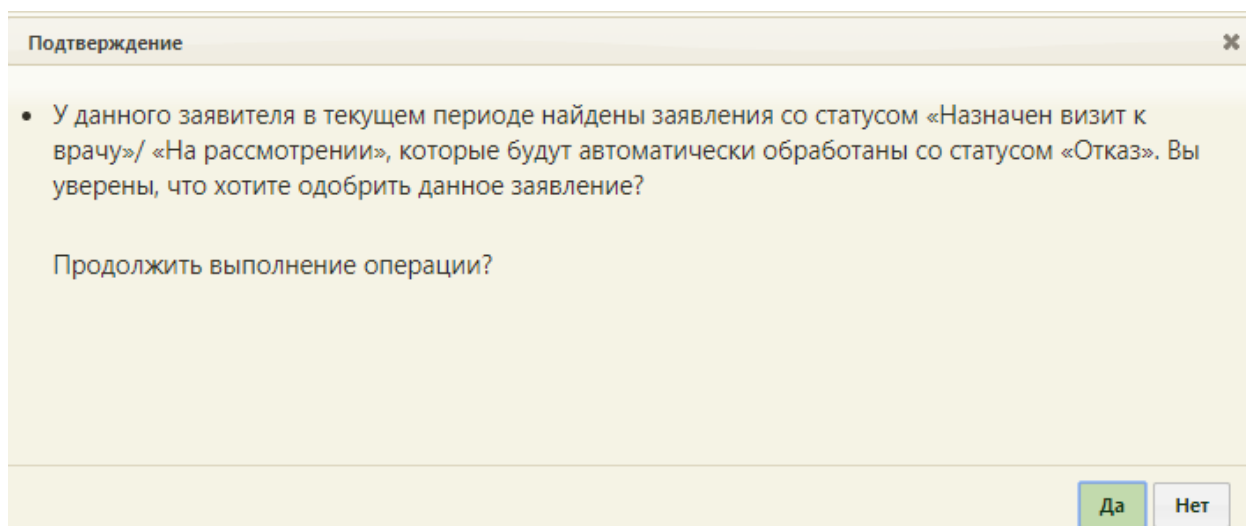 Подтверждение
• У данного заявителя в текущем периоде найдены заявления со статусом «Назначен визит к
врачу»/ «На рассмотрении», которые будут автоматически обработаны со статусом «Отказ». Вы
уверены, что хотите одобрить данное заявление?
Продолжить выполнение операции?
Да Нет